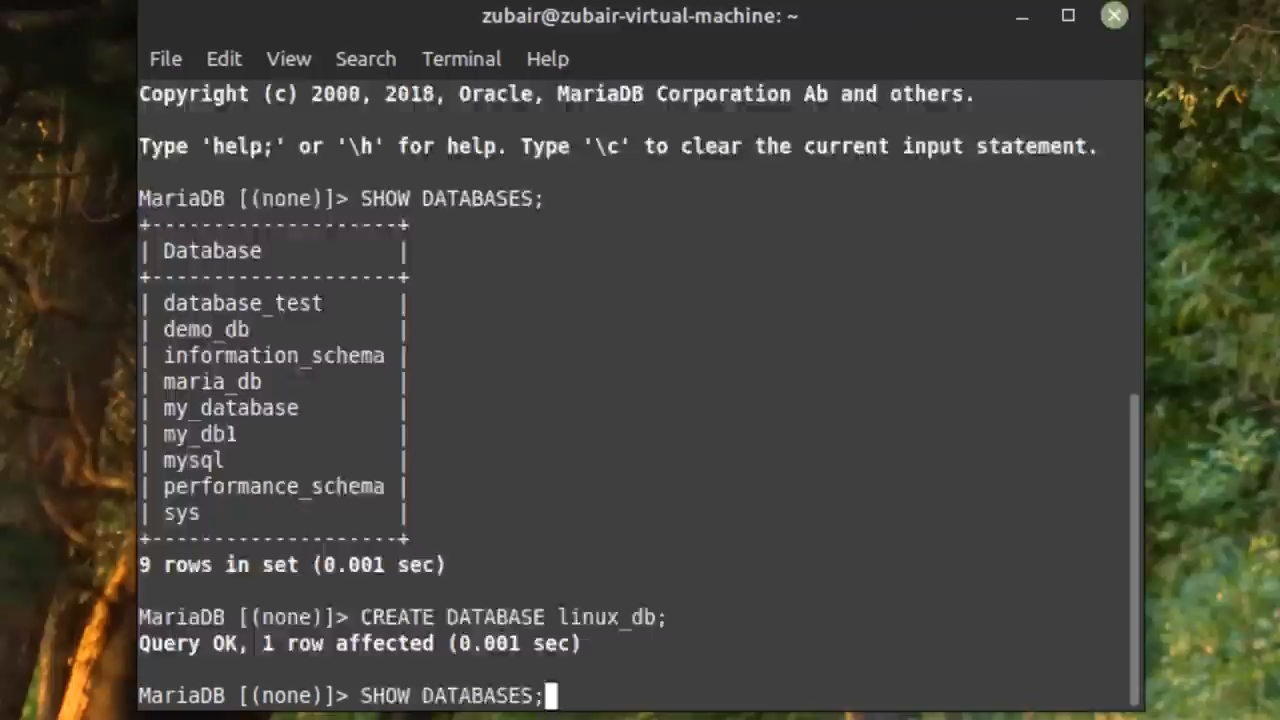 zubair@zubair-virtual-machine: ~
File Edit View Search Terminal Help
Copyright (c) 2000, 2018, Oracle, MariaDB Corporation Ab and others.
Type 'help;' or '\h' for help. Type '\c' to clear the current input statement.
MariaDB [(none)]> SHOW DATABASES;
+--------------------+
| Database           |
+--------------------+
| database_test      |
| demo_db            |
| information_schema |
| maria_db           |
| my_database        |
| my_db1             |
| mysql              |
| performance_schema |
| sys                |
+--------------------+
9 rows in set (0.001 sec)
MariaDB [(none)]> CREATE DATABASE linux_db;
Query OK, 1 row affected (0.001 sec)
MariaDB [(none)]> SHOW DATABASES;